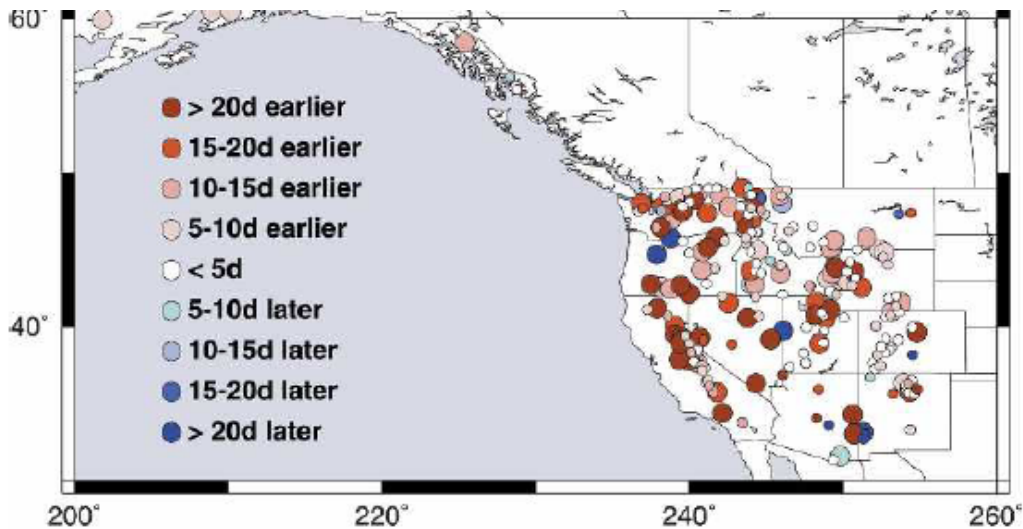 60°
> 20d earlier
15-20d earlier
10-15d earlier
5-10d earlier
< 5d
5-10d later
10-15d later
15-20d later
> 20d later
40°
200° 220° 240° 260°